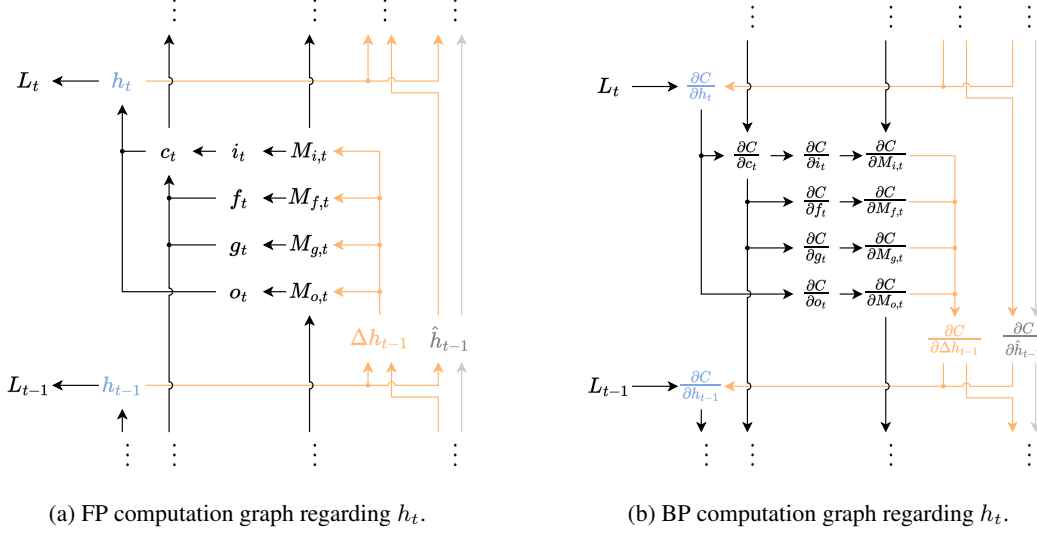 ⋮ ⋮ ⋮ ⋮
L_t h_t
c_t i_t M_{i,t}
f_t M_{f,t}
g_t M_{g,t}
o_t M_{o,t}
Δh_{t−1} ĥ_{t−1}
L_{t−1} h_{t−1}
⋮ ⋮ ⋮ ⋮
(a) FP computation graph regarding h_t.
⋮ ⋮ ⋮ ⋮
L_t ∂C/∂h_t
∂C/∂c_t ∂C/∂i_t ∂C/∂M_{i,t}
∂C/∂f_t ∂C/∂M_{f,t}
∂C/∂g_t ∂C/∂M_{g,t}
∂C/∂o_t ∂C/∂M_{o,t}
∂C/∂Δh_{t−1} ∂C/∂ĥ_{t−1}
L_{t−1} ∂C/∂h_{t−1}
⋮ ⋮ ⋮ ⋮
(b) BP computation graph regarding h_t.